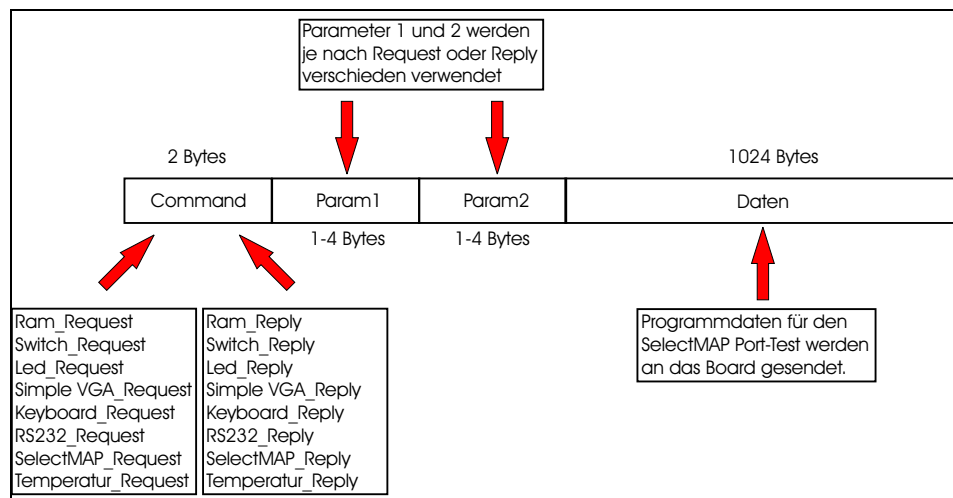 Parameter 1 und 2 werden
je nach Request oder Reply
verschieden verwendet
2 Bytes
1024 Bytes
Command
Param1
Param2
Daten
1-4 Bytes
1-4 Bytes
Ram_Request
Switch_Request
Led_Request
Simple VGA_Request
Keyboard_Request
RS232_Request
SelectMAP_Request
Temperatur_Request
Ram_Reply
Switch_Reply
Led_Reply
Simple VGA_Reply
Keyboard_Reply
RS232_Reply
SelectMAP_Reply
Temperatur_Reply
Programmdaten für den
SelectMAP Port-Test werden
an das Board gesendet.